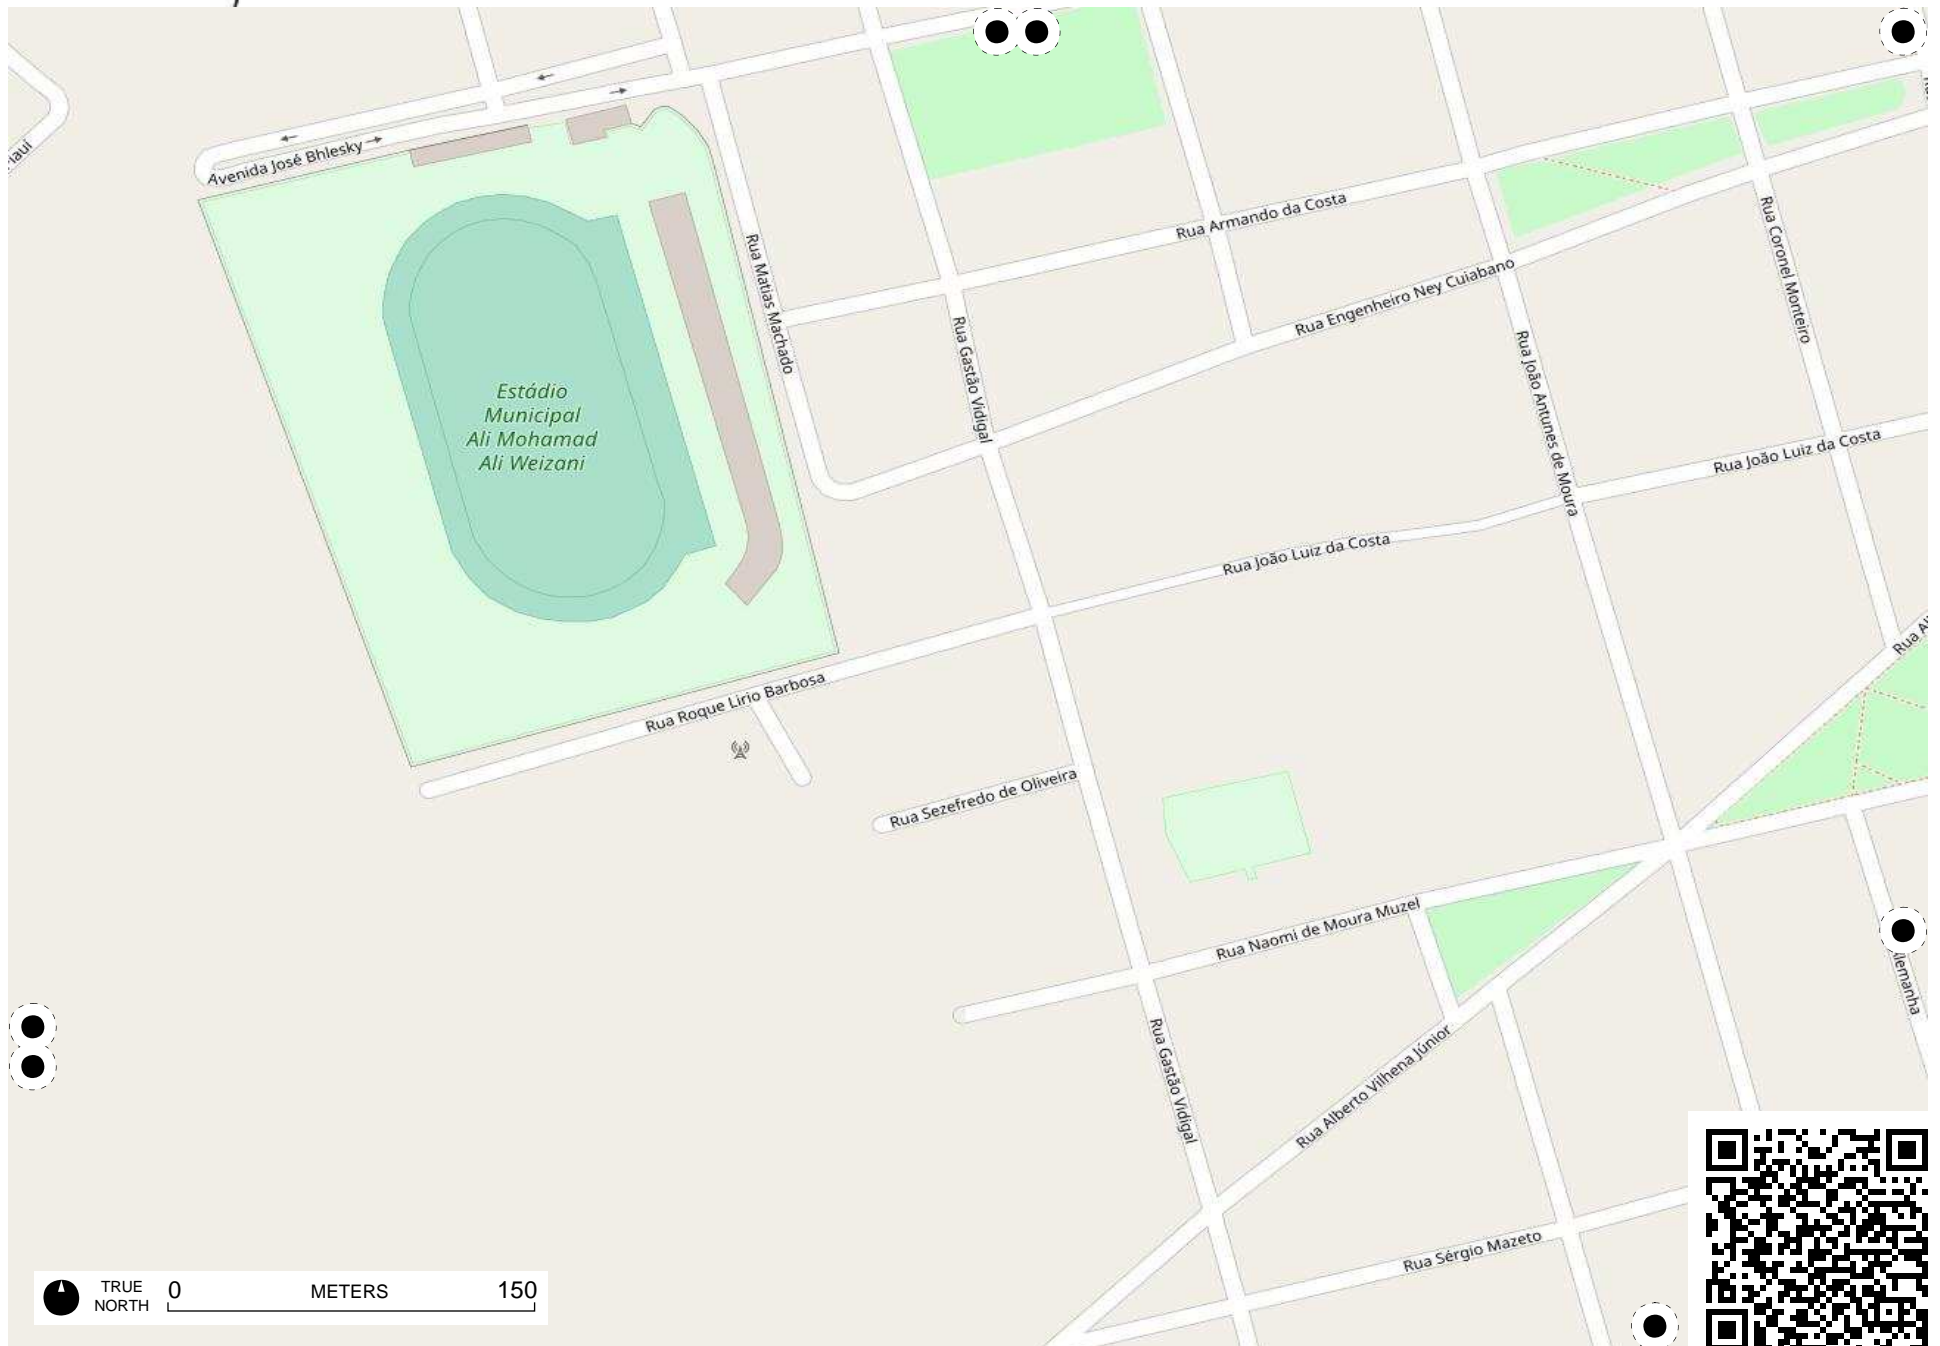 Avenida José Bhlesky
Rua Armando da Costa
Rua Coronel Monteiro
Rua Matias Machado
Rua Engenheiro Ney Cuiabano
Rua Gastão Vidigal
Rua João Antunes de Moura
Estádio
Municipal
Ali Mohamad
Ali Weizani
Rua João Luiz da Costa
Rua João Luiz da Costa
Rua
Rua Roque Lirio Barbosa
Rua Sezefredo de Oliveira
Rua Naomi de Moura Muzel
Rua Gastão Vidigal
Rua Alberto Vilhena Júnior
Rua Sérgio Mazeto
TRUE
NORTH
0 METERS 150